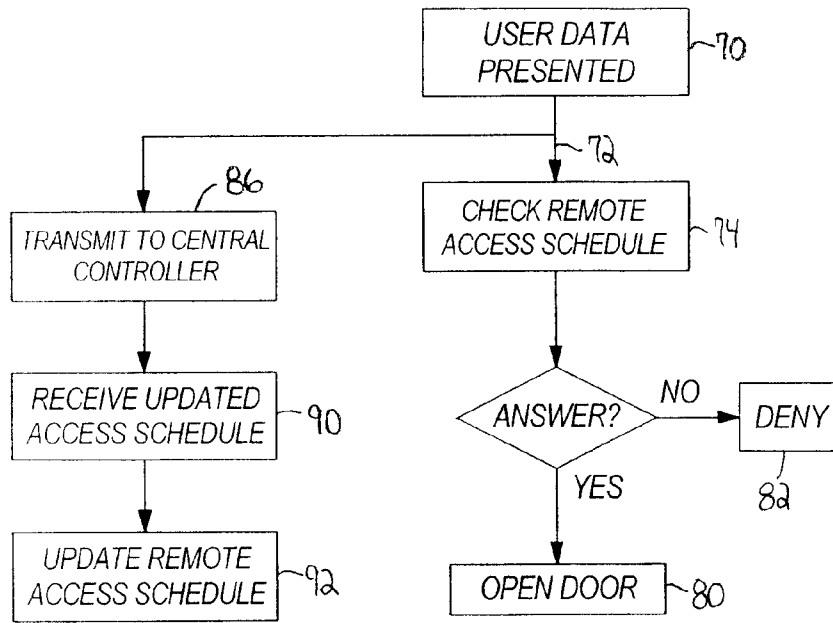 USER DATA
PRESENTED
70
72
86
TRANSMIT TO CENTRAL
CONTROLLER
CHECK REMOTE
ACCESS SCHEDULE
74
RECEIVE UPDATED
ACCESS SCHEDULE
90
ANSWER?
NO
DENY
82
YES
UPDATE REMOTE
ACCESS SCHEDULE
92
OPEN DOOR
80